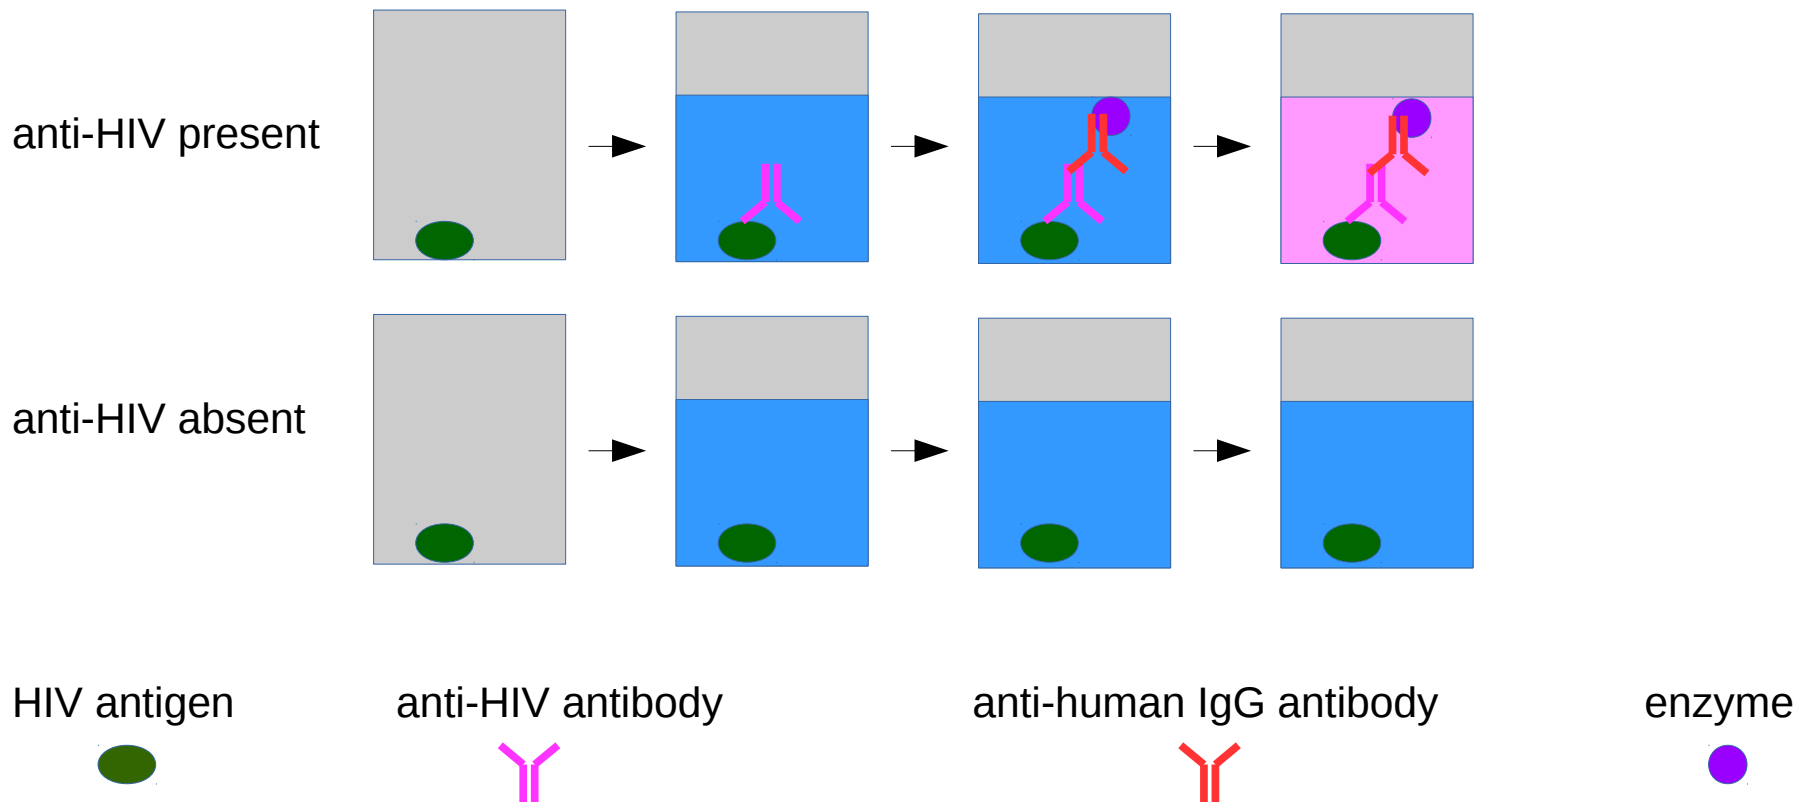 anti-HIV present
anti-HIV absent
HIV antigen
anti-HIV antibody
anti-human IgG antibody
enzyme